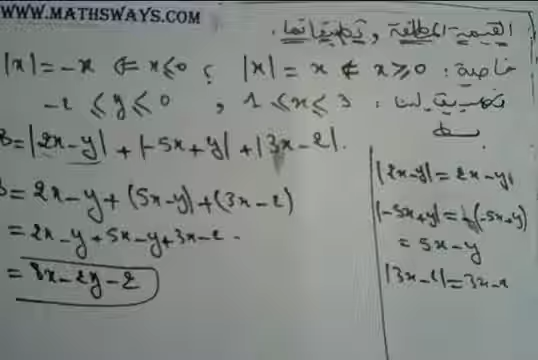 WWW.MATHSWAYS.COM
القيمة المطلقة وتطبيقاتها.
خاصية: |x| = x ⇐ x ≥ 0 ؛ |x| = -x ⇐ x ≤ 0
تطبيق: ليكن 1 ≤ x ≤ 3 , -2 ≤ y ≤ 0
بسط
B = |2x-y| + |-5x+y| + |3x-2|.
B = 2x-y + (5x-y) + (3x-2)
= 2x-y+5x-y+3x-2.
= 8x-2y-2
|2x-y| = 2x-y
|-5x+y| = -(-5x+y)
= 5x-y
|3x-2| = 3x-2